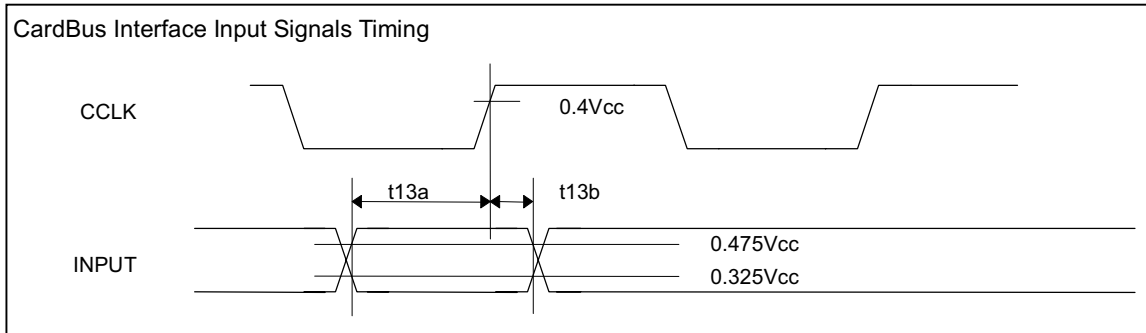 CardBus Interface Input Signals Timing
CCLK
0.4Vcc
t13a
t13b
0.475Vcc
INPUT
0.325Vcc